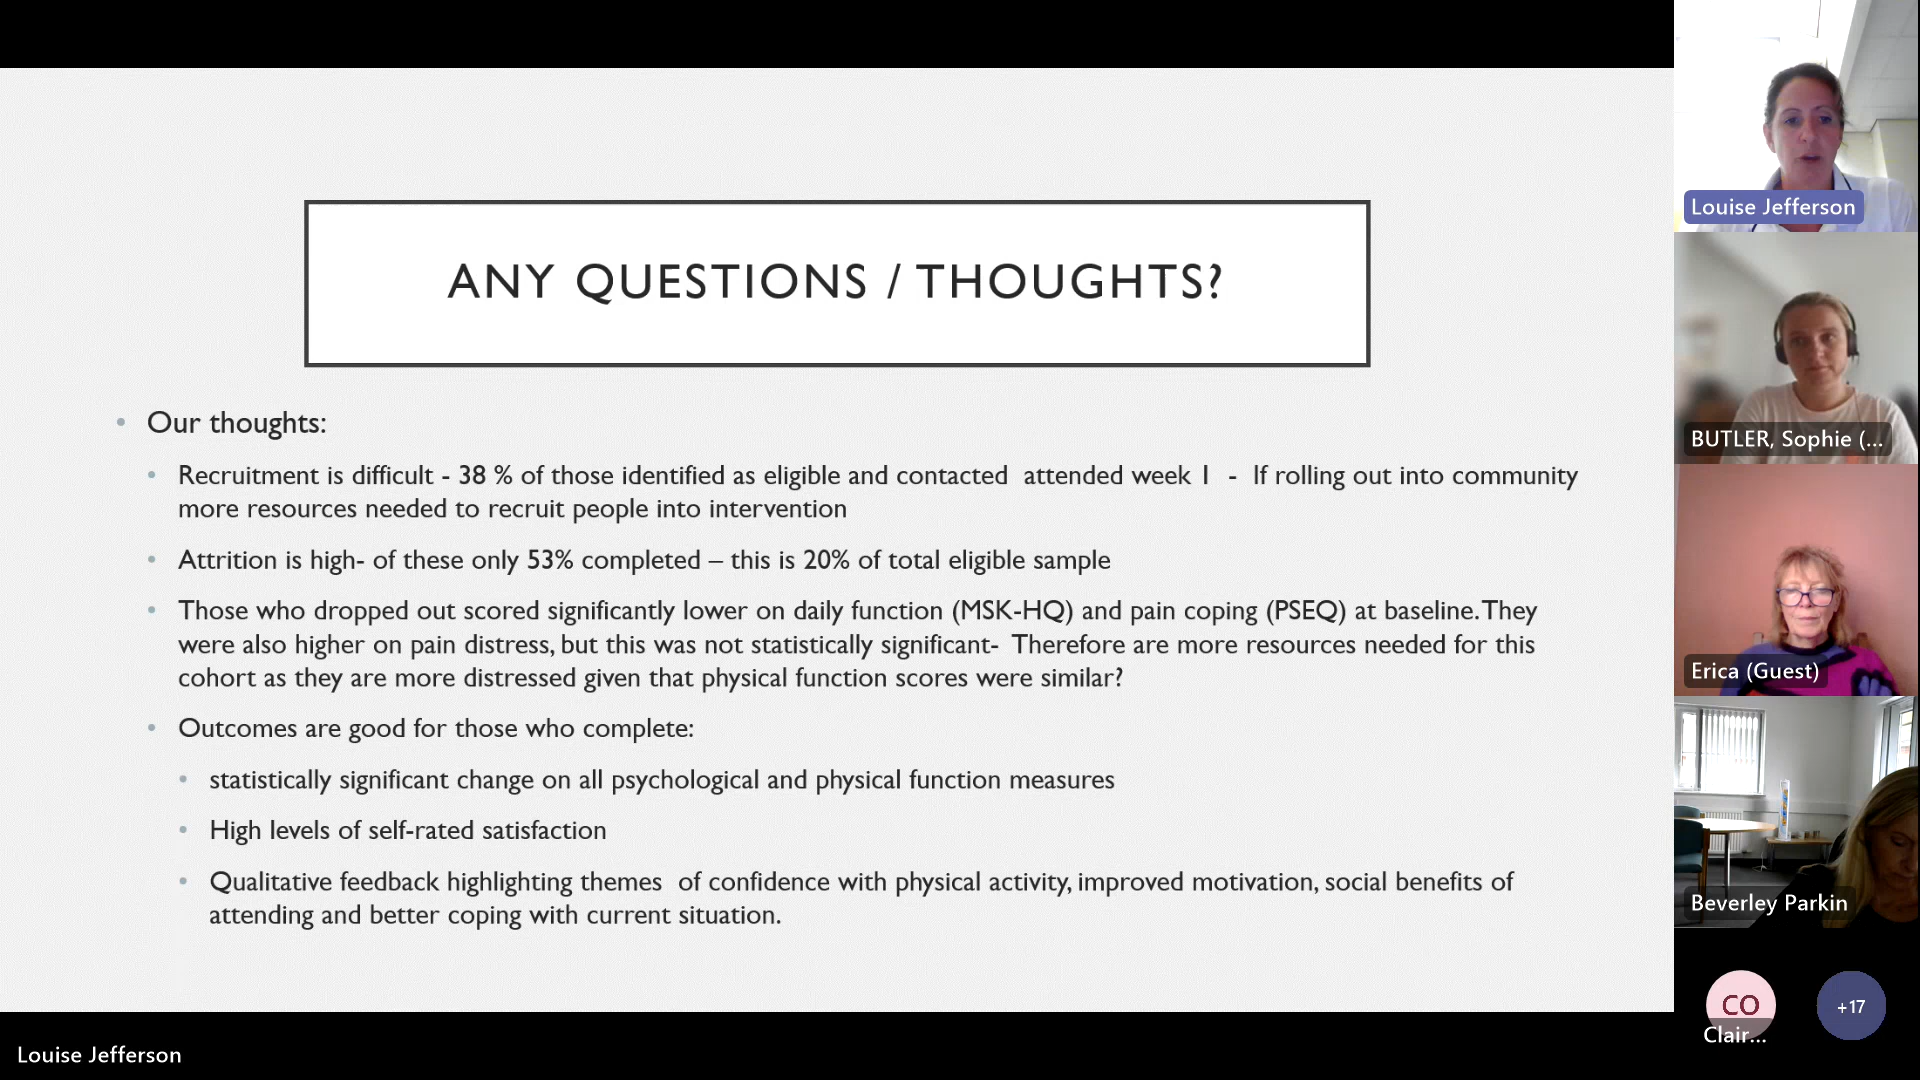 ANY QUESTIONS / THOUGHTS?
Our thoughts:
Recruitment is difficult - 38 % of those identified as eligible and contacted attended week 1 - If rolling out into community
more resources needed to recruit people into intervention
Attrition is high- of these only 53% completed – this is 20% of total eligible sample
Those who dropped out scored significantly lower on daily function (MSK-HQ) and pain coping (PSEQ) at baseline. They
were also higher on pain distress, but this was not statistically significant- Therefore are more resources needed for this
cohort as they are more distressed given that physical function scores were similar?
Outcomes are good for those who complete:
statistically significant change on all psychological and physical function measures
High levels of self-rated satisfaction
Qualitative feedback highlighting themes of confidence with physical activity, improved motivation, social benefits of
attending and better coping with current situation.
Louise Jefferson
BUTLER, Sophie (...
Erica (Guest)
Beverley Parkin
CO
Clair...
+17
Louise Jefferson